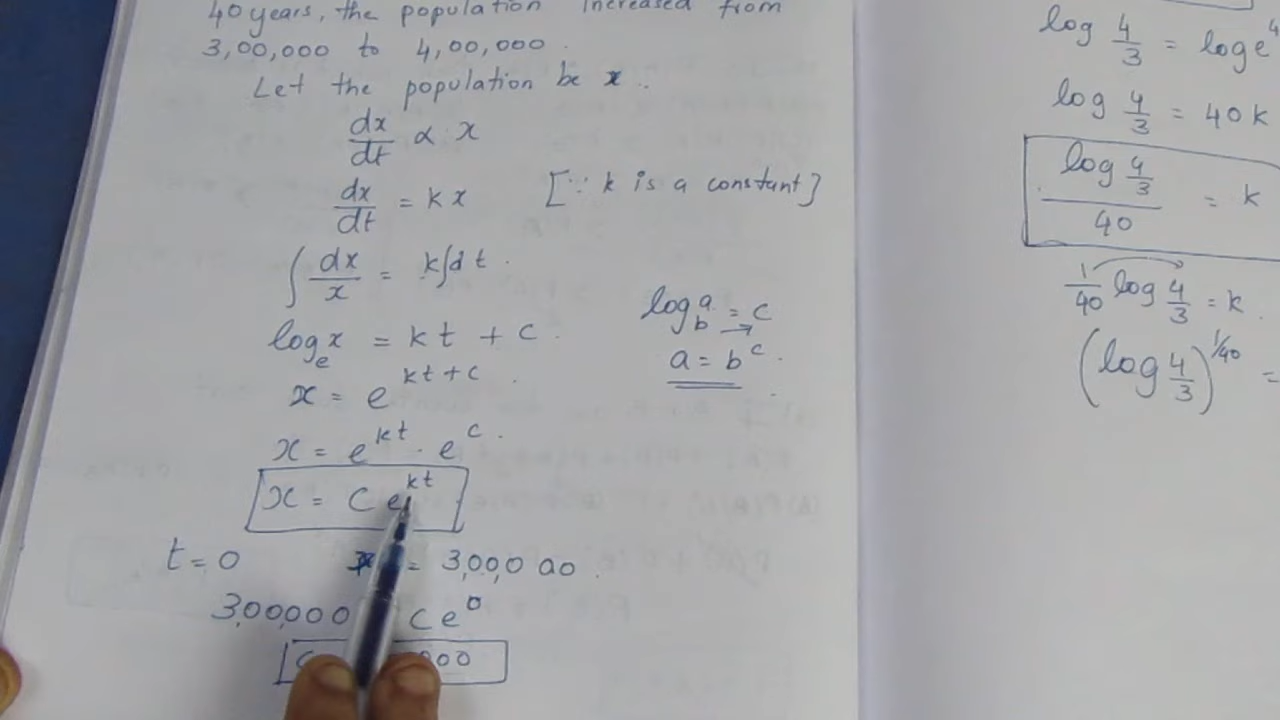 40 years, the population increased from
3,00,000 to 4,00,000.
Let the population be x.
dx/dt ∝ x
dx/dt = kx [∵ k is a constant]
∫ dx/x = k∫dt.
log_e x = kt + c.
x = e^(kt+c).
x = e^(kt) · e^c.
x = C e^(kt)
t = 0 x = 3,00,000.
3,00,000 C e^0
000
log_b a = c
a = b^c.
log 4/3 = log e^4
log 4/3 = 40k
log 4/3 / 40 = k
1/40 log 4/3 = k.
(log 4/3)^(1/40) =